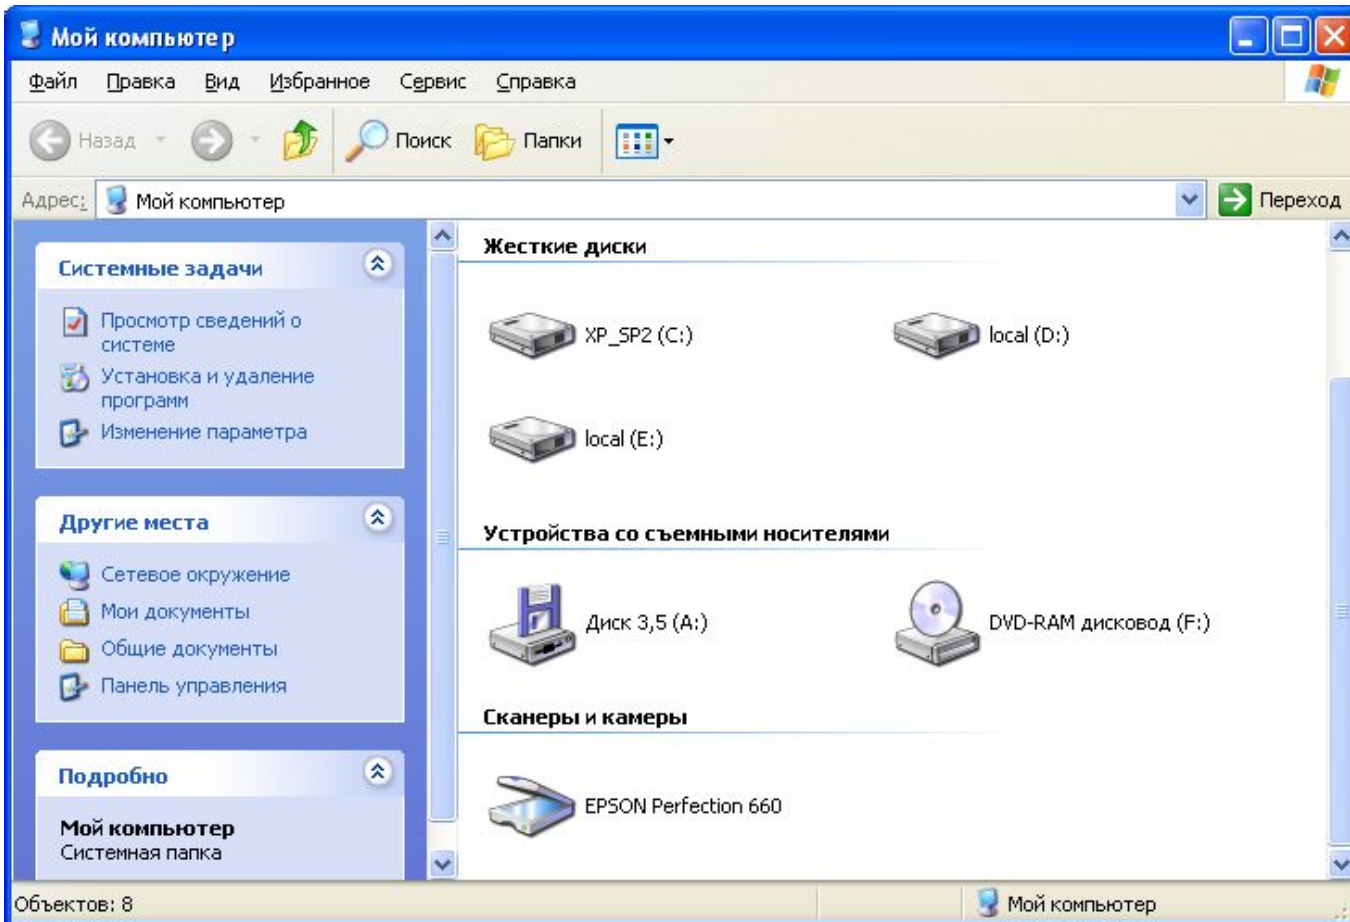 Мой компьютер
Файл Правка Вид Избранное Сервис Справка
Назад Поиск Папки
Адрес: Мой компьютер Переход
Системные задачи
Просмотр сведений о
системе
Установка и удаление
программ
Изменение параметра
Другие места
Сетевое окружение
Мои документы
Общие документы
Панель управления
Подробно
Мой компьютер
Системная папка
Жесткие диски
XP_SP2 (C:) local (D:)
local (E:)
Устройства со съемными носителями
Диск 3,5 (A:) DVD-RAM дисковод (F:)
Сканеры и камеры
EPSON Perfection 660
Объектов: 8 Мой компьютер